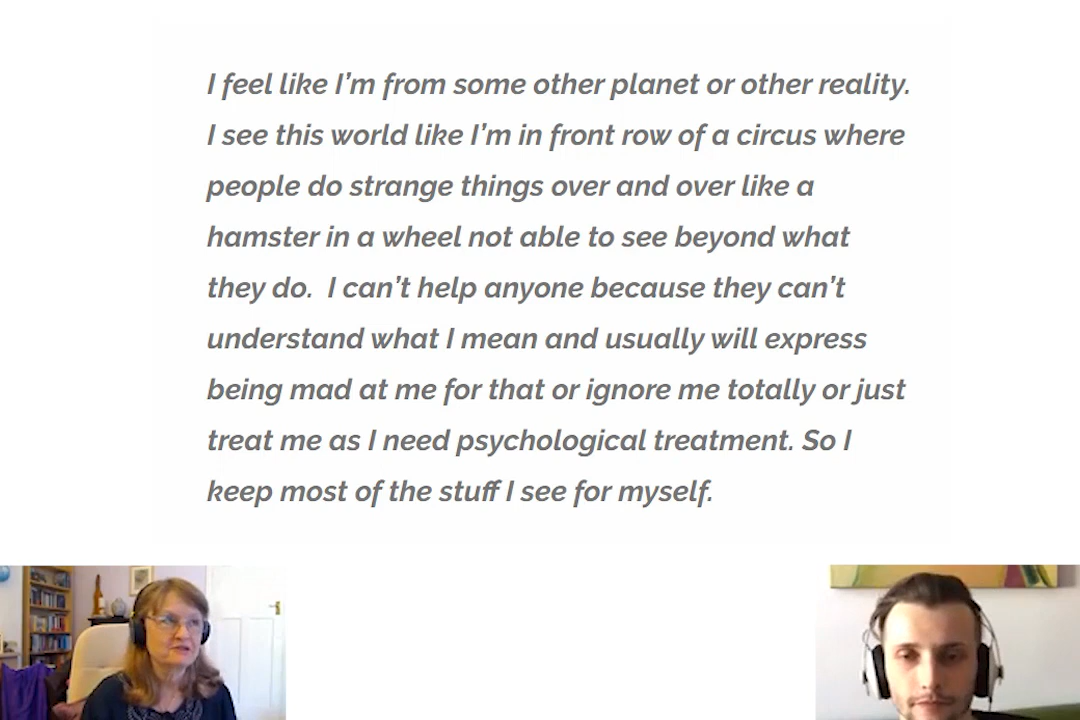 I feel like I’m from some other planet or other reality.
I see this world like I’m in front row of a circus where
people do strange things over and over like a
hamster in a wheel not able to see beyond what
they do.  I can’t help anyone because they can’t
understand what I mean and usually will express
being mad at me for that or ignore me totally or just
treat me as I need psychological treatment. So I
keep most of the stuff I see for myself.